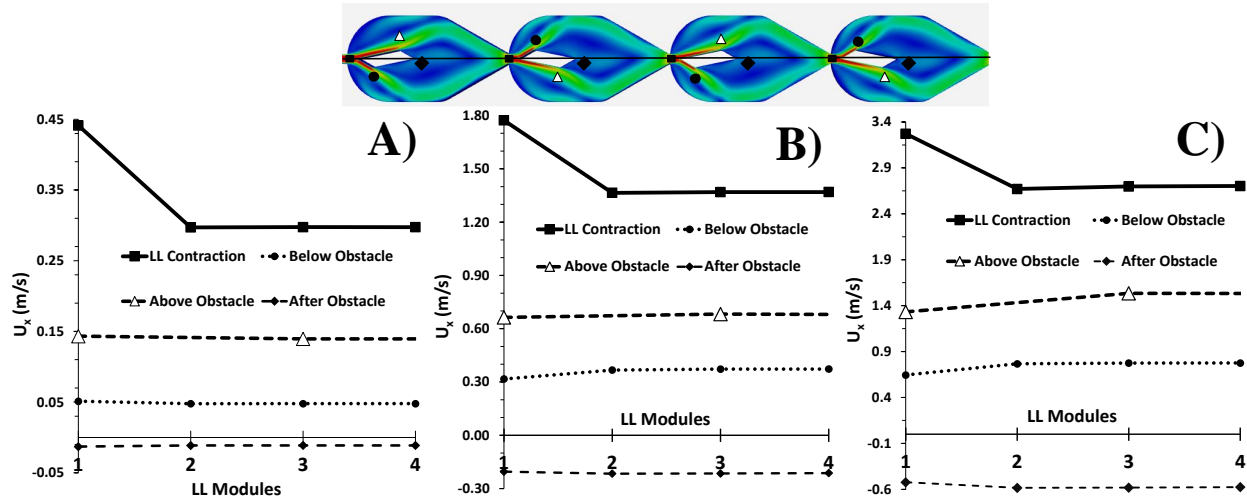 A)
0.45
0.35
0.25
0.15
0.05
-0.05
U_x (m/s)
LL Contraction
Below Obstacle
Above Obstacle
After Obstacle
1 2 3 4
LL Modules
B)
1.80
1.50
1.20
0.90
0.60
0.30
0.00
-0.30
U_x (m/s)
LL Contraction
Below Obstacle
Above Obstacle
After Obstacle
LL Modules
1 2 3 4
C)
3.4
2.9
2.4
1.9
1.4
0.9
0.4
-0.1
-0.6
U_x (m/s)
LL Contraction
Below Obstacle
Above Obstacle
After Obstacle
LL Modules
1 2 3 4